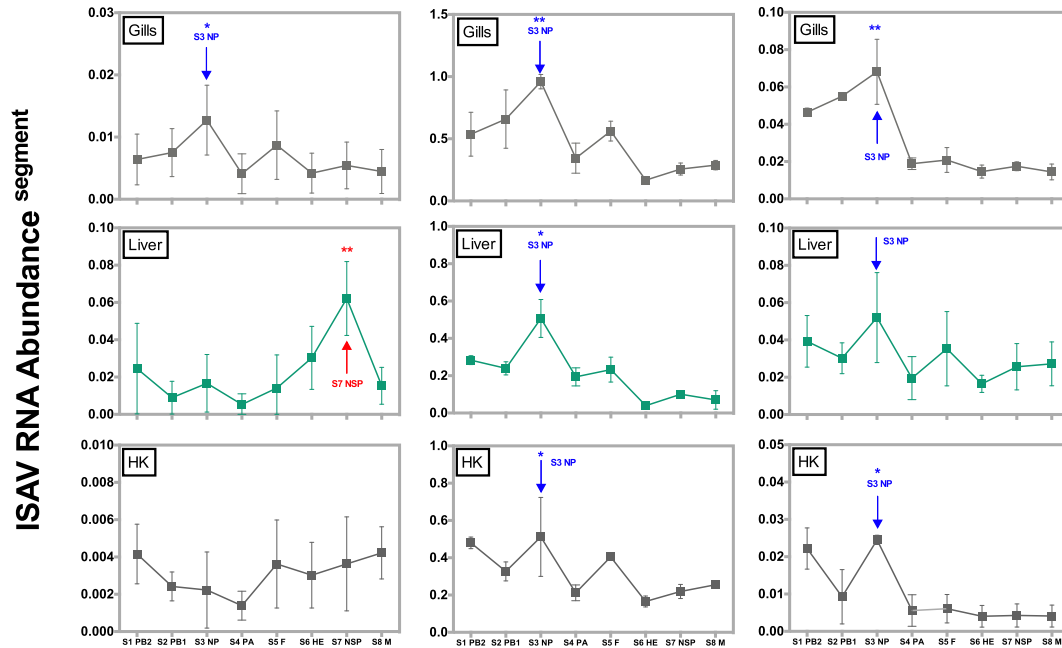 ISAV RNA Abundance segment
0.03
0.02
0.01
0.00
Gills
*
S3 NP
1.5
1.0
0.5
0.0
Gills
**
S3 NP
0.10
0.08
0.06
0.04
0.02
0.00
Gills
**
S3 NP
0.10
0.08
0.06
0.04
0.02
0.00
Liver
**
S7 NSP
1.0
0.8
0.6
0.4
0.2
0.0
Liver
*
S3 NP
0.10
0.08
0.06
0.04
0.02
0.00
Liver
S3 NP
0.010
0.008
0.006
0.004
0.002
0.000
HK
S1 PB2 S2 PB1 S3 NP S4 PA S5 F S6 HE S7 NSP S8 M
1.0
0.8
0.6
0.4
0.2
0.0
HK
*
S3 NP
S1 PB2 S2 PB1 S3 NP S4 PA S5 F S6 HE S7 NSP S8 M
0.05
0.04
0.03
0.02
0.01
0.00
HK
*
S3 NP
S1 PB2 S2 PB1 S3 NP S4 PA S5 F S6 HE S7 NSP S8 M